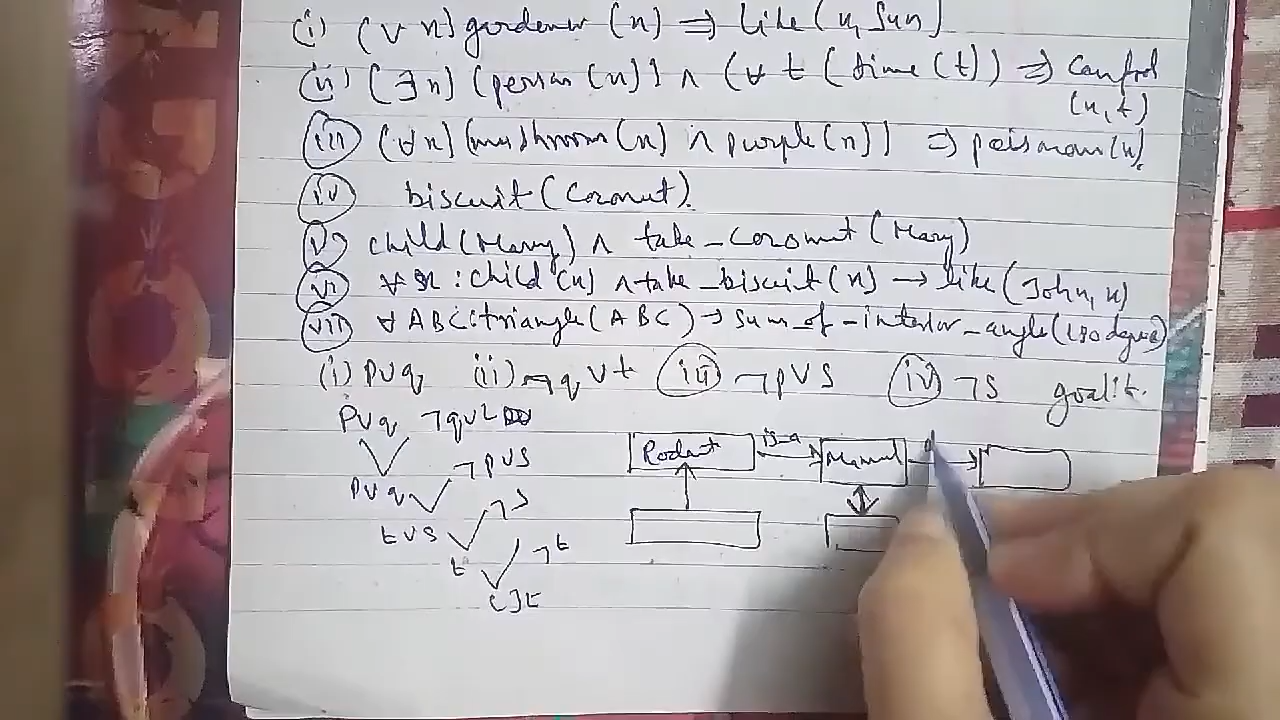 (i) (∀ x) gardener (x) ⇒ like (x, Sun)
(ii) (∃x) (person (x)) ∧ (∀ t (time (t)) ⇒ Canfool
(x, t)
(iii) (∀x) (mushroom (x) ∧ purple (x)) ⇒ poisnous (x)
(iv) biscuit (Coconut).
(v) child (Mary) ∧ take_Coconut (Mary)
(vi) ∀ x : child (x) ∧ take_biscuit (x) → like (John, x)
(vii) ∀ ABC : triangle (ABC) → Sum_of_interior_angle (180 degree)
(i) P∨q (ii) ¬q∨t (iii) ¬p∨s (iv) ¬s goal:t.
P∨q ¬q∨
¬p∨s
P∨q
¬s
t∨s
¬t
t
[]t
Rodent is-a Mammal